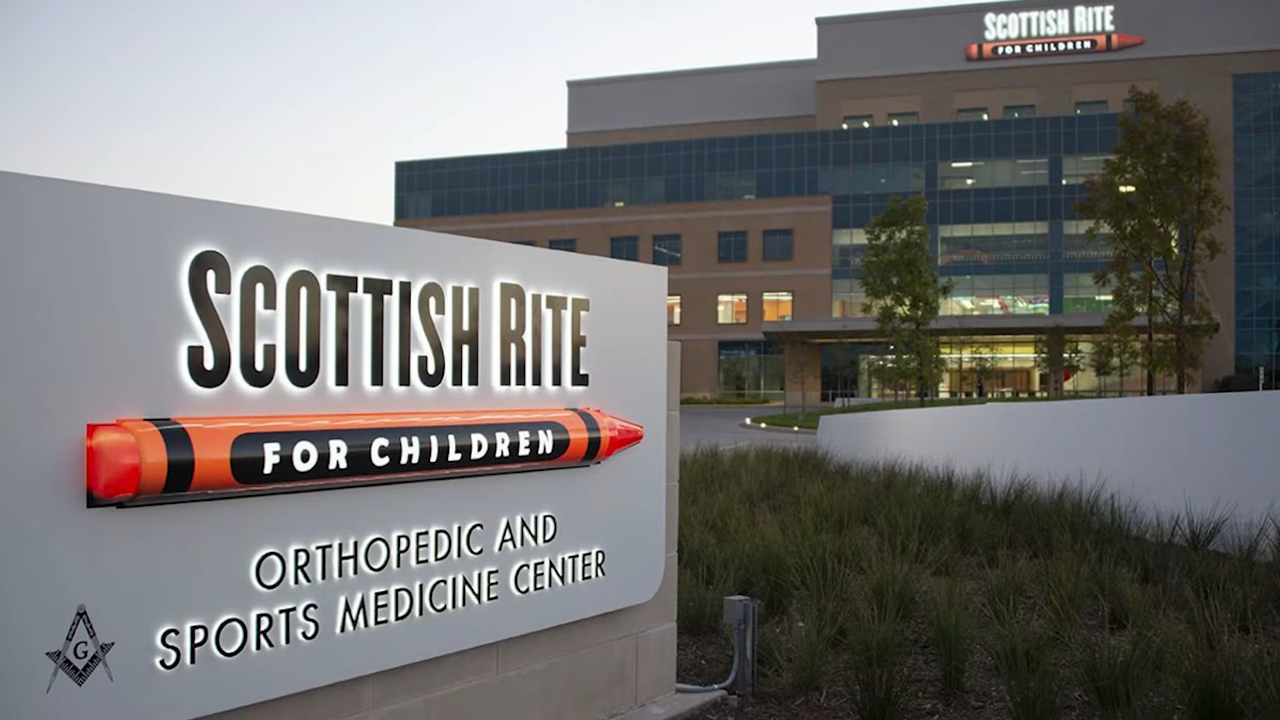 SCOTTISH RITE
FOR CHILDREN
SCOTTISH RITE
FOR CHILDREN
ORTHOPEDIC AND
SPORTS MEDICINE CENTER
G